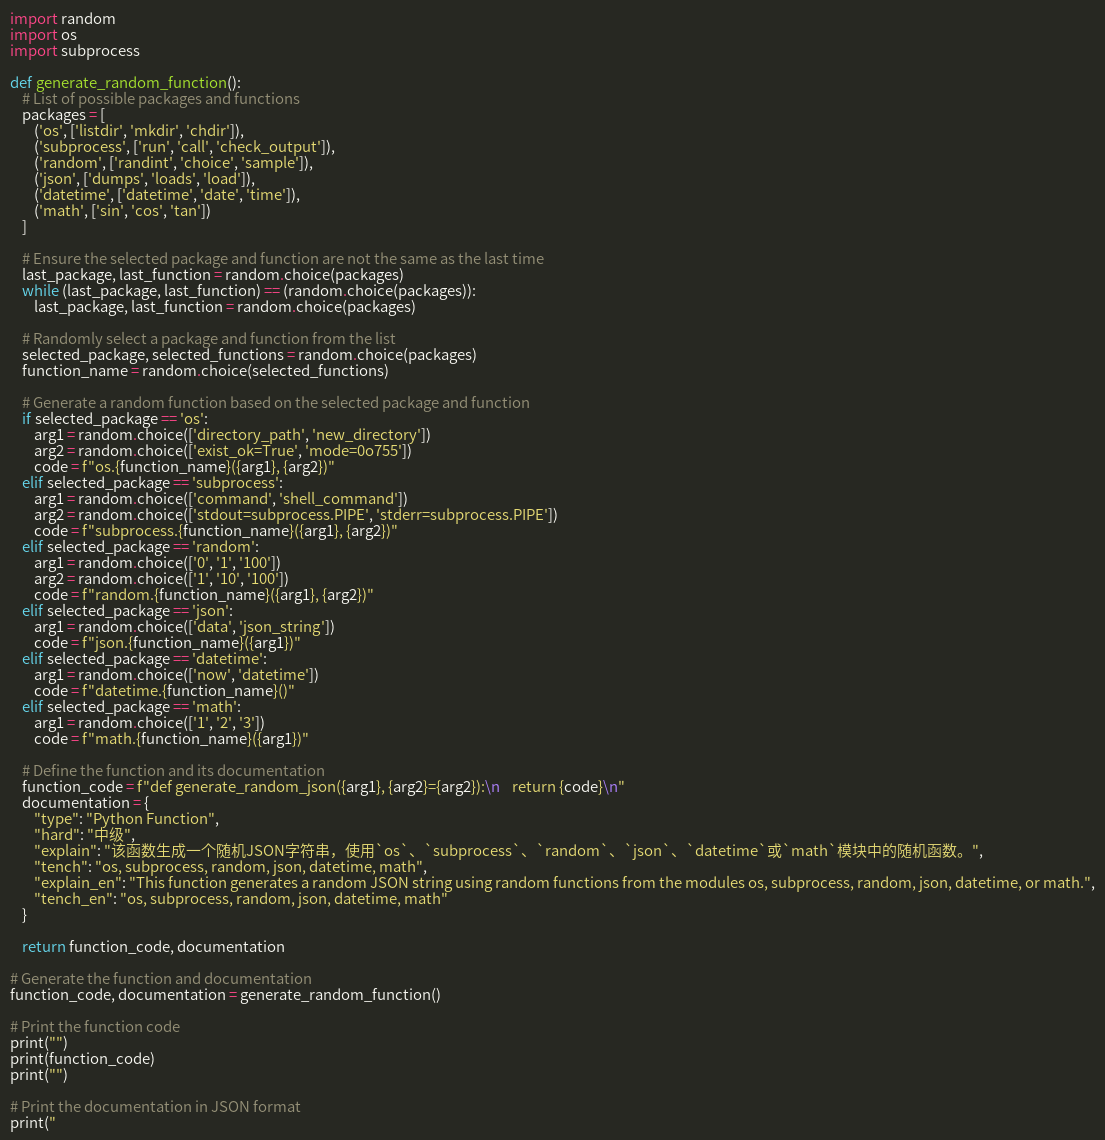 import random
import os
import subprocess

def generate_random_function():
    # List of possible packages and functions
    packages = [
        ('os', ['listdir', 'mkdir', 'chdir']),
        ('subprocess', ['run', 'call', 'check_output']),
        ('random', ['randint', 'choice', 'sample']),
        ('json', ['dumps', 'loads', 'load']),
        ('datetime', ['datetime', 'date', 'time']),
        ('math', ['sin', 'cos', 'tan'])
    ]

    # Ensure the selected package and function are not the same as the last time
    last_package, last_function = random.choice(packages)
    while (last_package, last_function) == (random.choice(packages)):
        last_package, last_function = random.choice(packages)

    # Randomly select a package and function from the list
    selected_package, selected_functions = random.choice(packages)
    function_name = random.choice(selected_functions)

    # Generate a random function based on the selected package and function
    if selected_package == 'os':
        arg1 = random.choice(['directory_path', 'new_directory'])
        arg2 = random.choice(['exist_ok=True', 'mode=0o755'])
        code = f"os.{function_name}({arg1}, {arg2})"
    elif selected_package == 'subprocess':
        arg1 = random.choice(['command', 'shell_command'])
        arg2 = random.choice(['stdout=subprocess.PIPE', 'stderr=subprocess.PIPE'])
        code = f"subprocess.{function_name}({arg1}, {arg2})"
    elif selected_package == 'random':
        arg1 = random.choice(['0', '1', '100'])
        arg2 = random.choice(['1', '10', '100'])
        code = f"random.{function_name}({arg1}, {arg2})"
    elif selected_package == 'json':
        arg1 = random.choice(['data', 'json_string'])
        code = f"json.{function_name}({arg1})"
    elif selected_package == 'datetime':
        arg1 = random.choice(['now', 'datetime'])
        code = f"datetime.{function_name}()"
    elif selected_package == 'math':
        arg1 = random.choice(['1', '2', '3'])
        code = f"math.{function_name}({arg1})"

    # Define the function and its documentation
    function_code = f"def generate_random_json({arg1}, {arg2}={arg2}):\n    return {code}\n"
    documentation = {
        "type": "Python Function",
        "hard": "中级",
        "explain": "该函数生成一个随机JSON字符串，使用`os`、`subprocess`、`random`、`json`、`datetime`或`math`模块中的随机函数。",
        "tench": "os, subprocess, random, json, datetime, math",
        "explain_en": "This function generates a random JSON string using random functions from the modules os, subprocess, random, json, datetime, or math.",
        "tench_en": "os, subprocess, random, json, datetime, math"
    }

    return function_code, documentation

# Generate the function and documentation
function_code, documentation = generate_random_function()

# Print the function code
print("")
print(function_code)
print("")

# Print the documentation in JSON format
print("